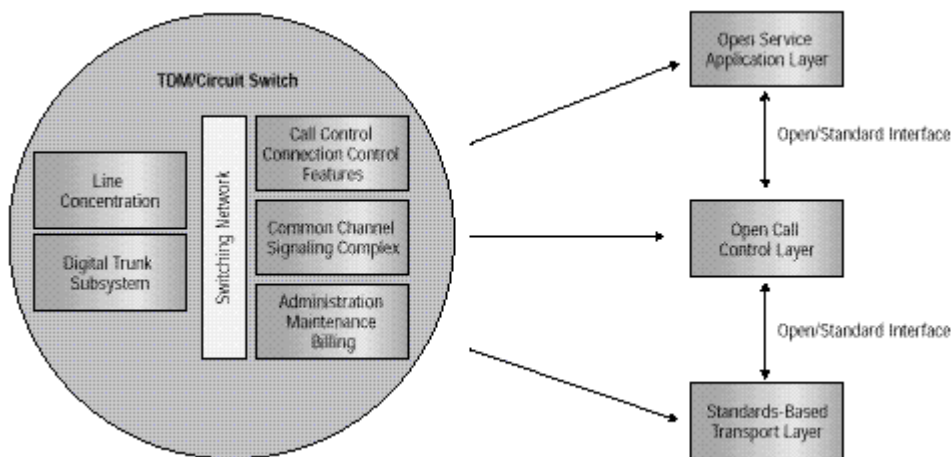 TDM/Circuit Switch
Line
Concentration
Digital Trunk
Subsystem
Switching Network
Call Control
Connection Control
Features
Common Channel
Signaling Complex
Administration
Maintenance
Billing
Open Service
Application Layer
Open/Standard Interface
Open Call
Control Layer
Open/Standard Interface
Standards-Based
Transport Layer